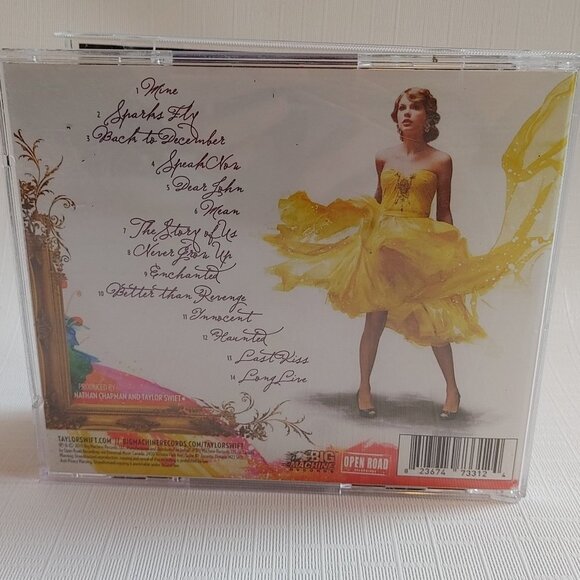 1 Mine
2 Sparks Fly
3 Back to December
4 Speak Now
5 Dear John
6 Mean
7 The Story of Us
8 Never Grow Up
9 Enchanted
10 Better than Revenge
11 Innocent
12 Haunted
13 Last Kiss
14 Long Live
PRODUCED BY
NATHAN CHAPMAN AND TAYLOR SWIFT
TAYLORSWIFT.COM // BIGMACHINERECORDS.COM/TAYLORSWIFT
BIG
MACHINE
RECORDS
OPEN ROAD
RECORDINGS
8 23674 73312